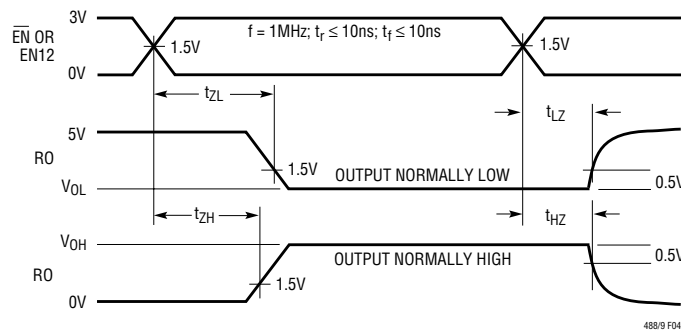 3V
EN OR
EN12
f = 1MHz; tr ≤ 10ns; tf ≤ 10ns
1.5V
1.5V
0V
tZL
tLZ
5V
RO
1.5V
OUTPUT NORMALLY LOW
0.5V
VOL
tZH
tHZ
VOH
OUTPUT NORMALLY HIGH
0.5V
RO
1.5V
0V
488/9 F04